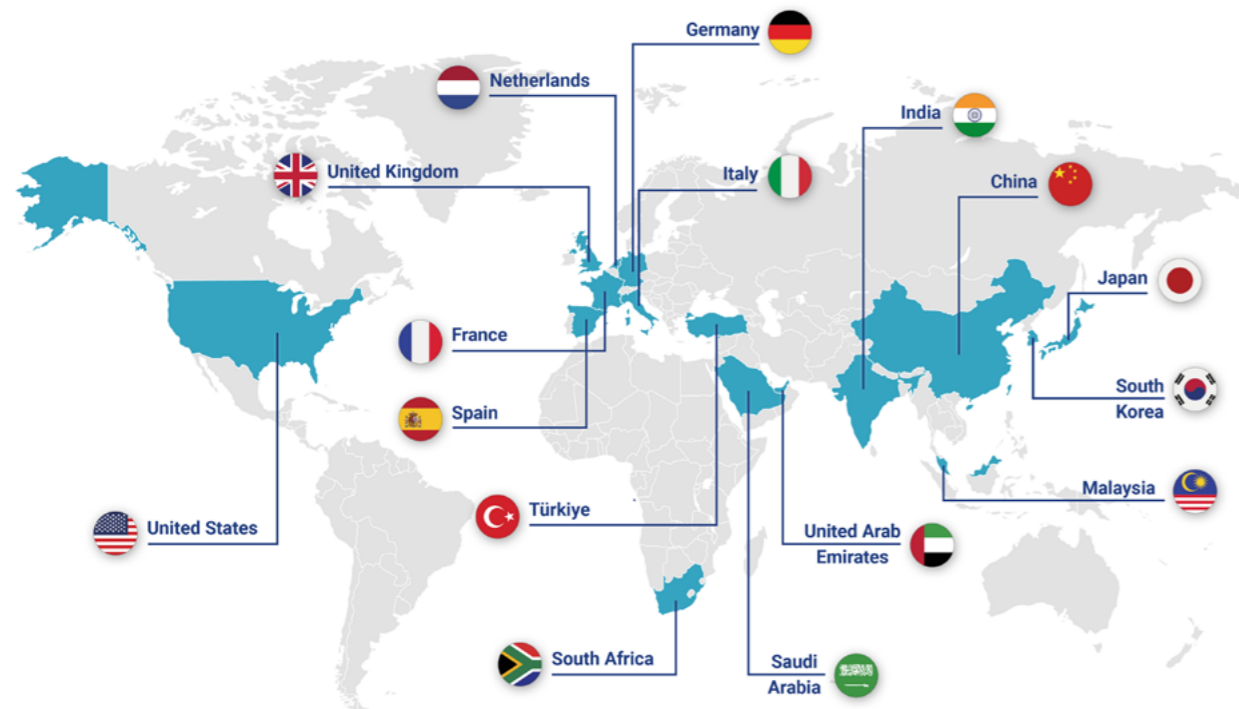 Germany
Netherlands
India
United Kingdom
Italy
China
Japan
France
South
Korea
Spain
Malaysia
United States
Türkiye
United Arab
Emirates
South Africa
Saudi
Arabia